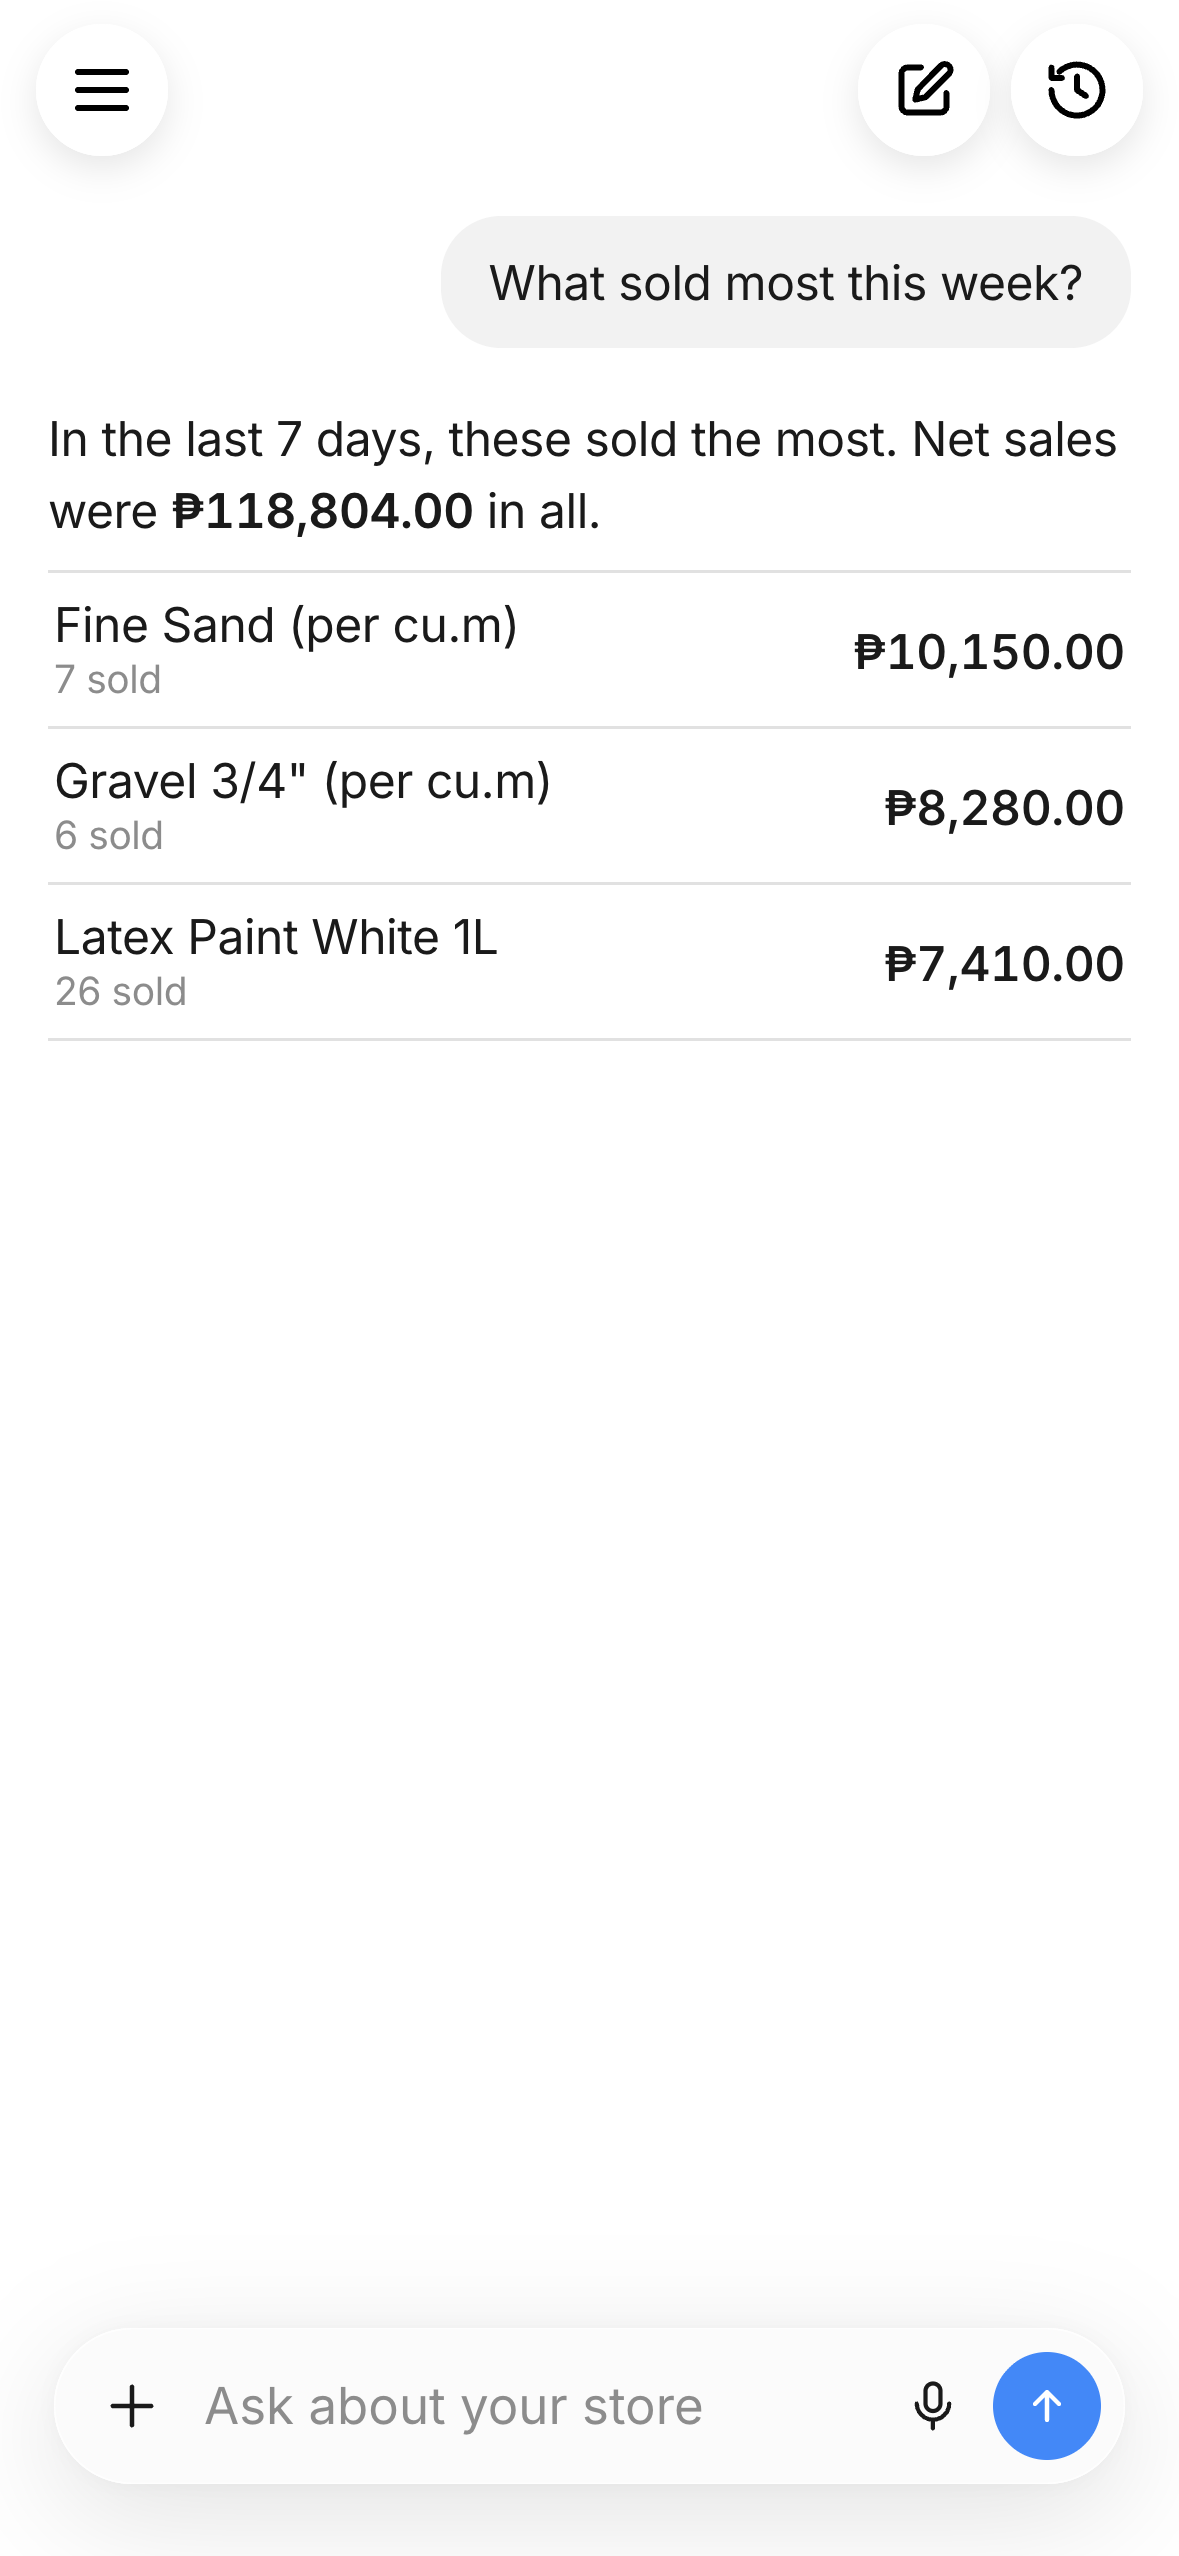 What sold most this week?
In the last 7 days, these sold the most. Net sales
were ₱118,804.00 in all.
Fine Sand (per cu.m)
7 sold
₱10,150.00
Gravel 3/4" (per cu.m)
6 sold
₱8,280.00
Latex Paint White 1L
26 sold
₱7,410.00
Ask about your store